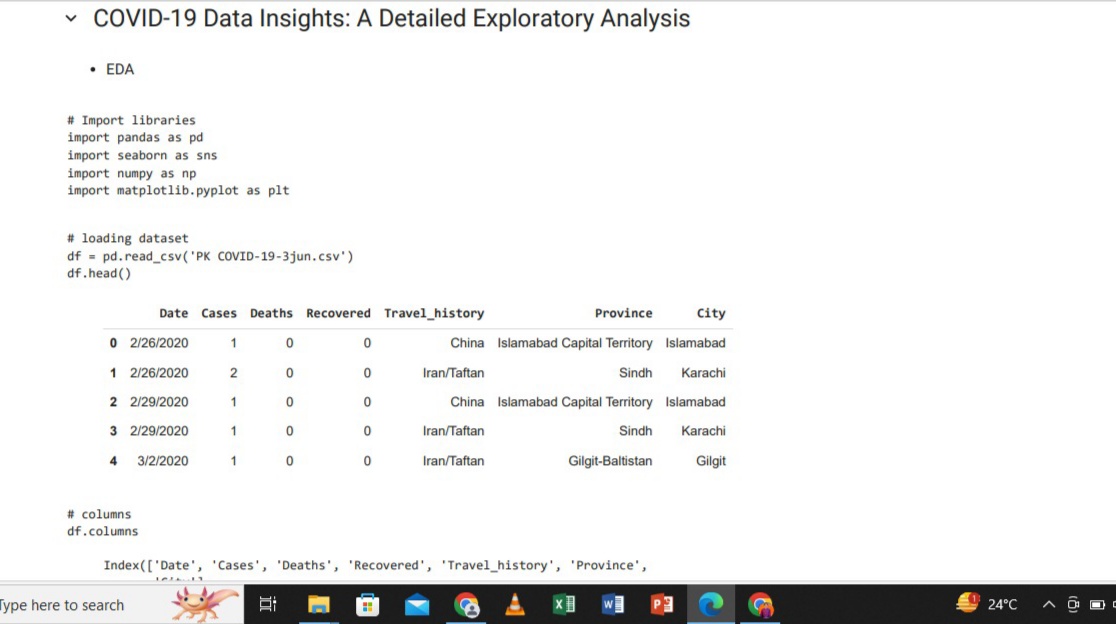 COVID-19 Data Insights: A Detailed Exploratory Analysis
• EDA
# Import libraries
import pandas as pd
import seaborn as sns
import numpy as np
import matplotlib.pyplot as plt
# loading dataset
df = pd.read_csv('PK COVID-19-3jun.csv')
df.head()
Date Cases Deaths Recovered Travel_history Province City
0 2/26/2020 1 0 0 China Islamabad Capital Territory Islamabad
1 2/26/2020 2 0 0 Iran/Taftan Sindh Karachi
2 2/29/2020 1 0 0 China Islamabad Capital Territory Islamabad
3 2/29/2020 1 0 0 Iran/Taftan Sindh Karachi
4 3/2/2020 1 0 0 Iran/Taftan Gilgit-Baltistan Gilgit
# columns
df.columns
Index(['Date', 'Cases', 'Deaths', 'Recovered', 'Travel_history', 'Province',
Type here to search
1 24°C